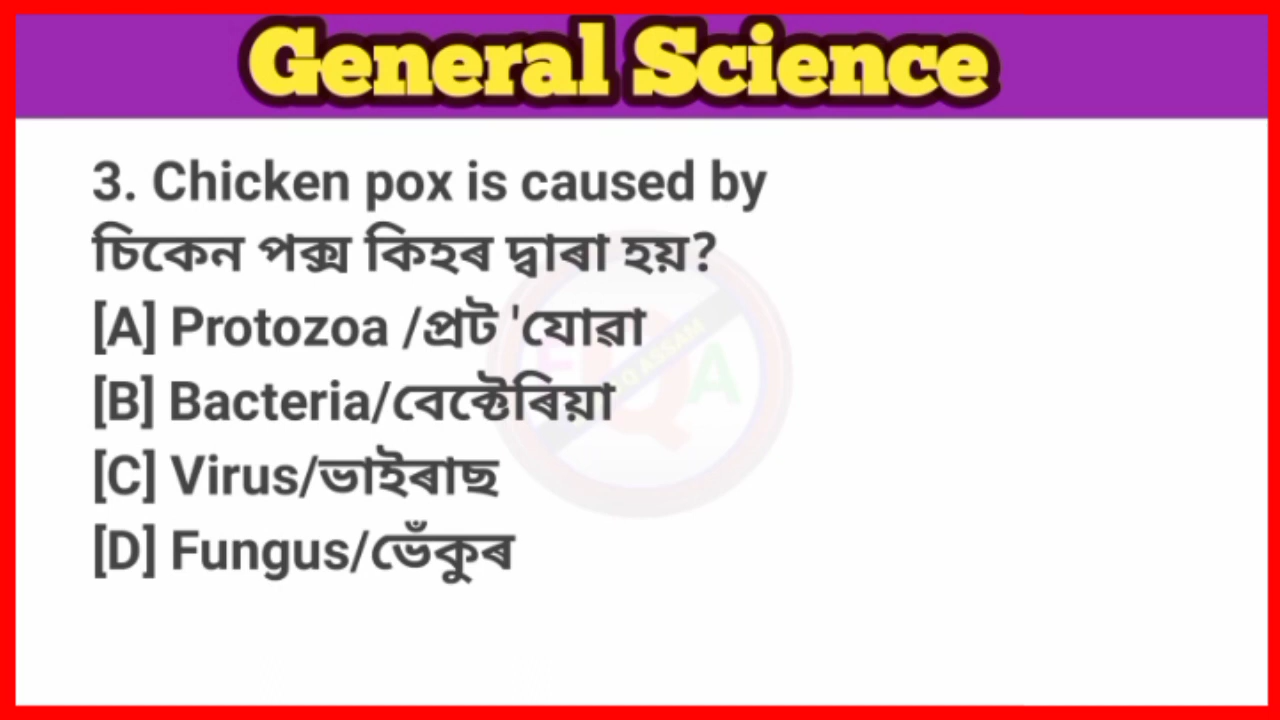 General Science
3. Chicken pox is caused by
চিকেন পক্স কিহৰ দ্বাৰা হয়?
[A] Protozoa /প্ৰট 'যোৱা
[B] Bacteria/বেক্টেৰিয়া
[C] Virus/ভাইৰাছ
[D] Fungus/ভেঁকুৰ